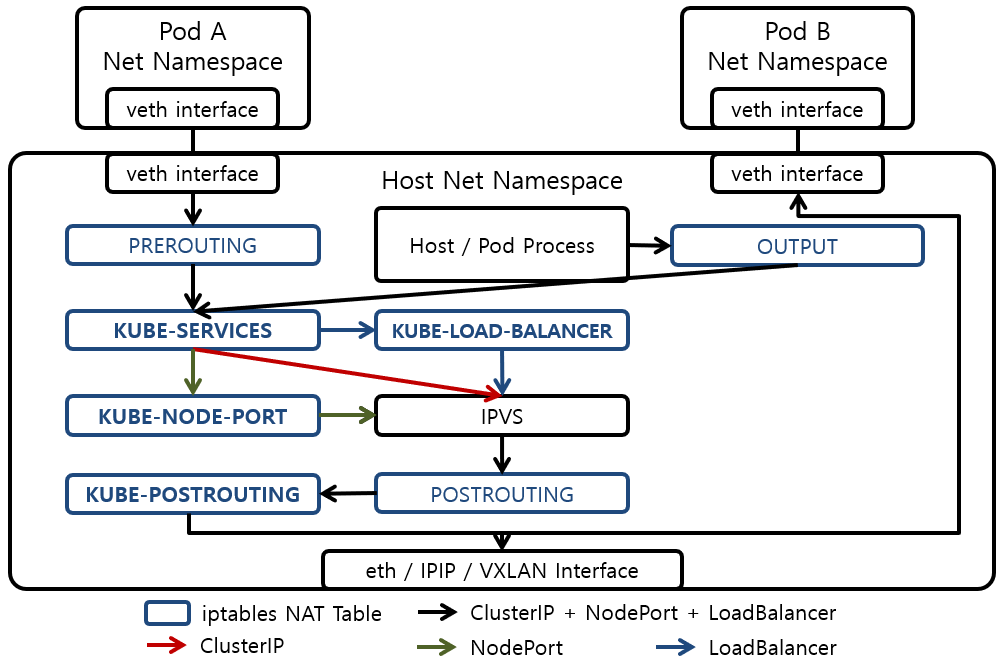 Pod A
Net Namespace
veth interface
Pod B
Net Namespace
veth interface
veth interface
Host Net Namespace
veth interface
PREROUTING
Host / Pod Process
OUTPUT
KUBE-SERVICES
KUBE-LOAD-BALANCER
KUBE-NODE-PORT
IPVS
KUBE-POSTROUTING
POSTROUTING
eth / IPIP / VXLAN Interface
iptables NAT Table
ClusterIP + NodePort + LoadBalancer
ClusterIP
NodePort
LoadBalancer